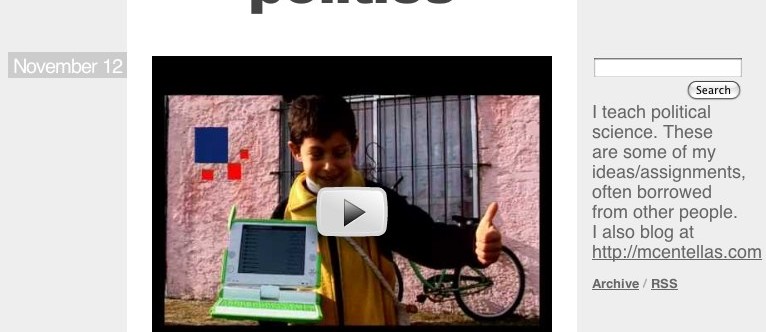 politics
November 12
Search
I teach political
science. These
are some of my
ideas/assignments,
often borrowed
from other people.
I also blog at
http://mcentellas.com
Archive / RSS